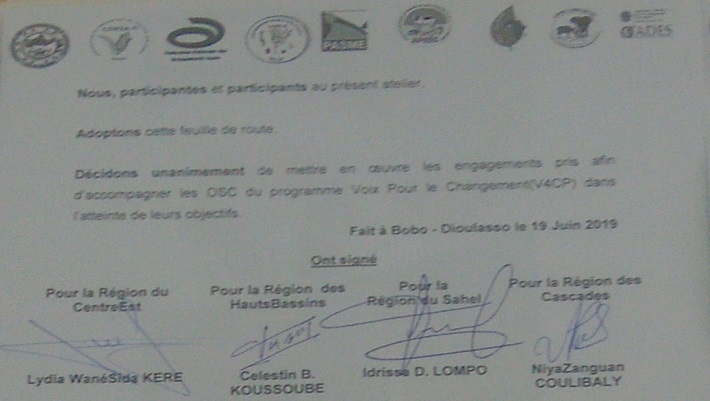 PASME
Nous, participantes et participants au présent atelier,
Adoptons cette feuille de route,
Décidons unanimement de mettre en œuvre les engagements pris afin
d'accompagner les OSC du programme Voix Pour le Changement(V4CP) dans
l'atteinte de leurs objectifs.
Fait à Bobo - Dioulasso le 19 Juin 2019
Ont signé
Pour la Région du
CentreEst
Pour la Région des
HautsBassins
Pour la
Région du Sahel
Pour la Région des
Cascades
Lydia WanéSida KERE
Celestin B.
KOUSSOUBE
Idrissa D. LOMPO
NiyaZanguan
COULIBALY